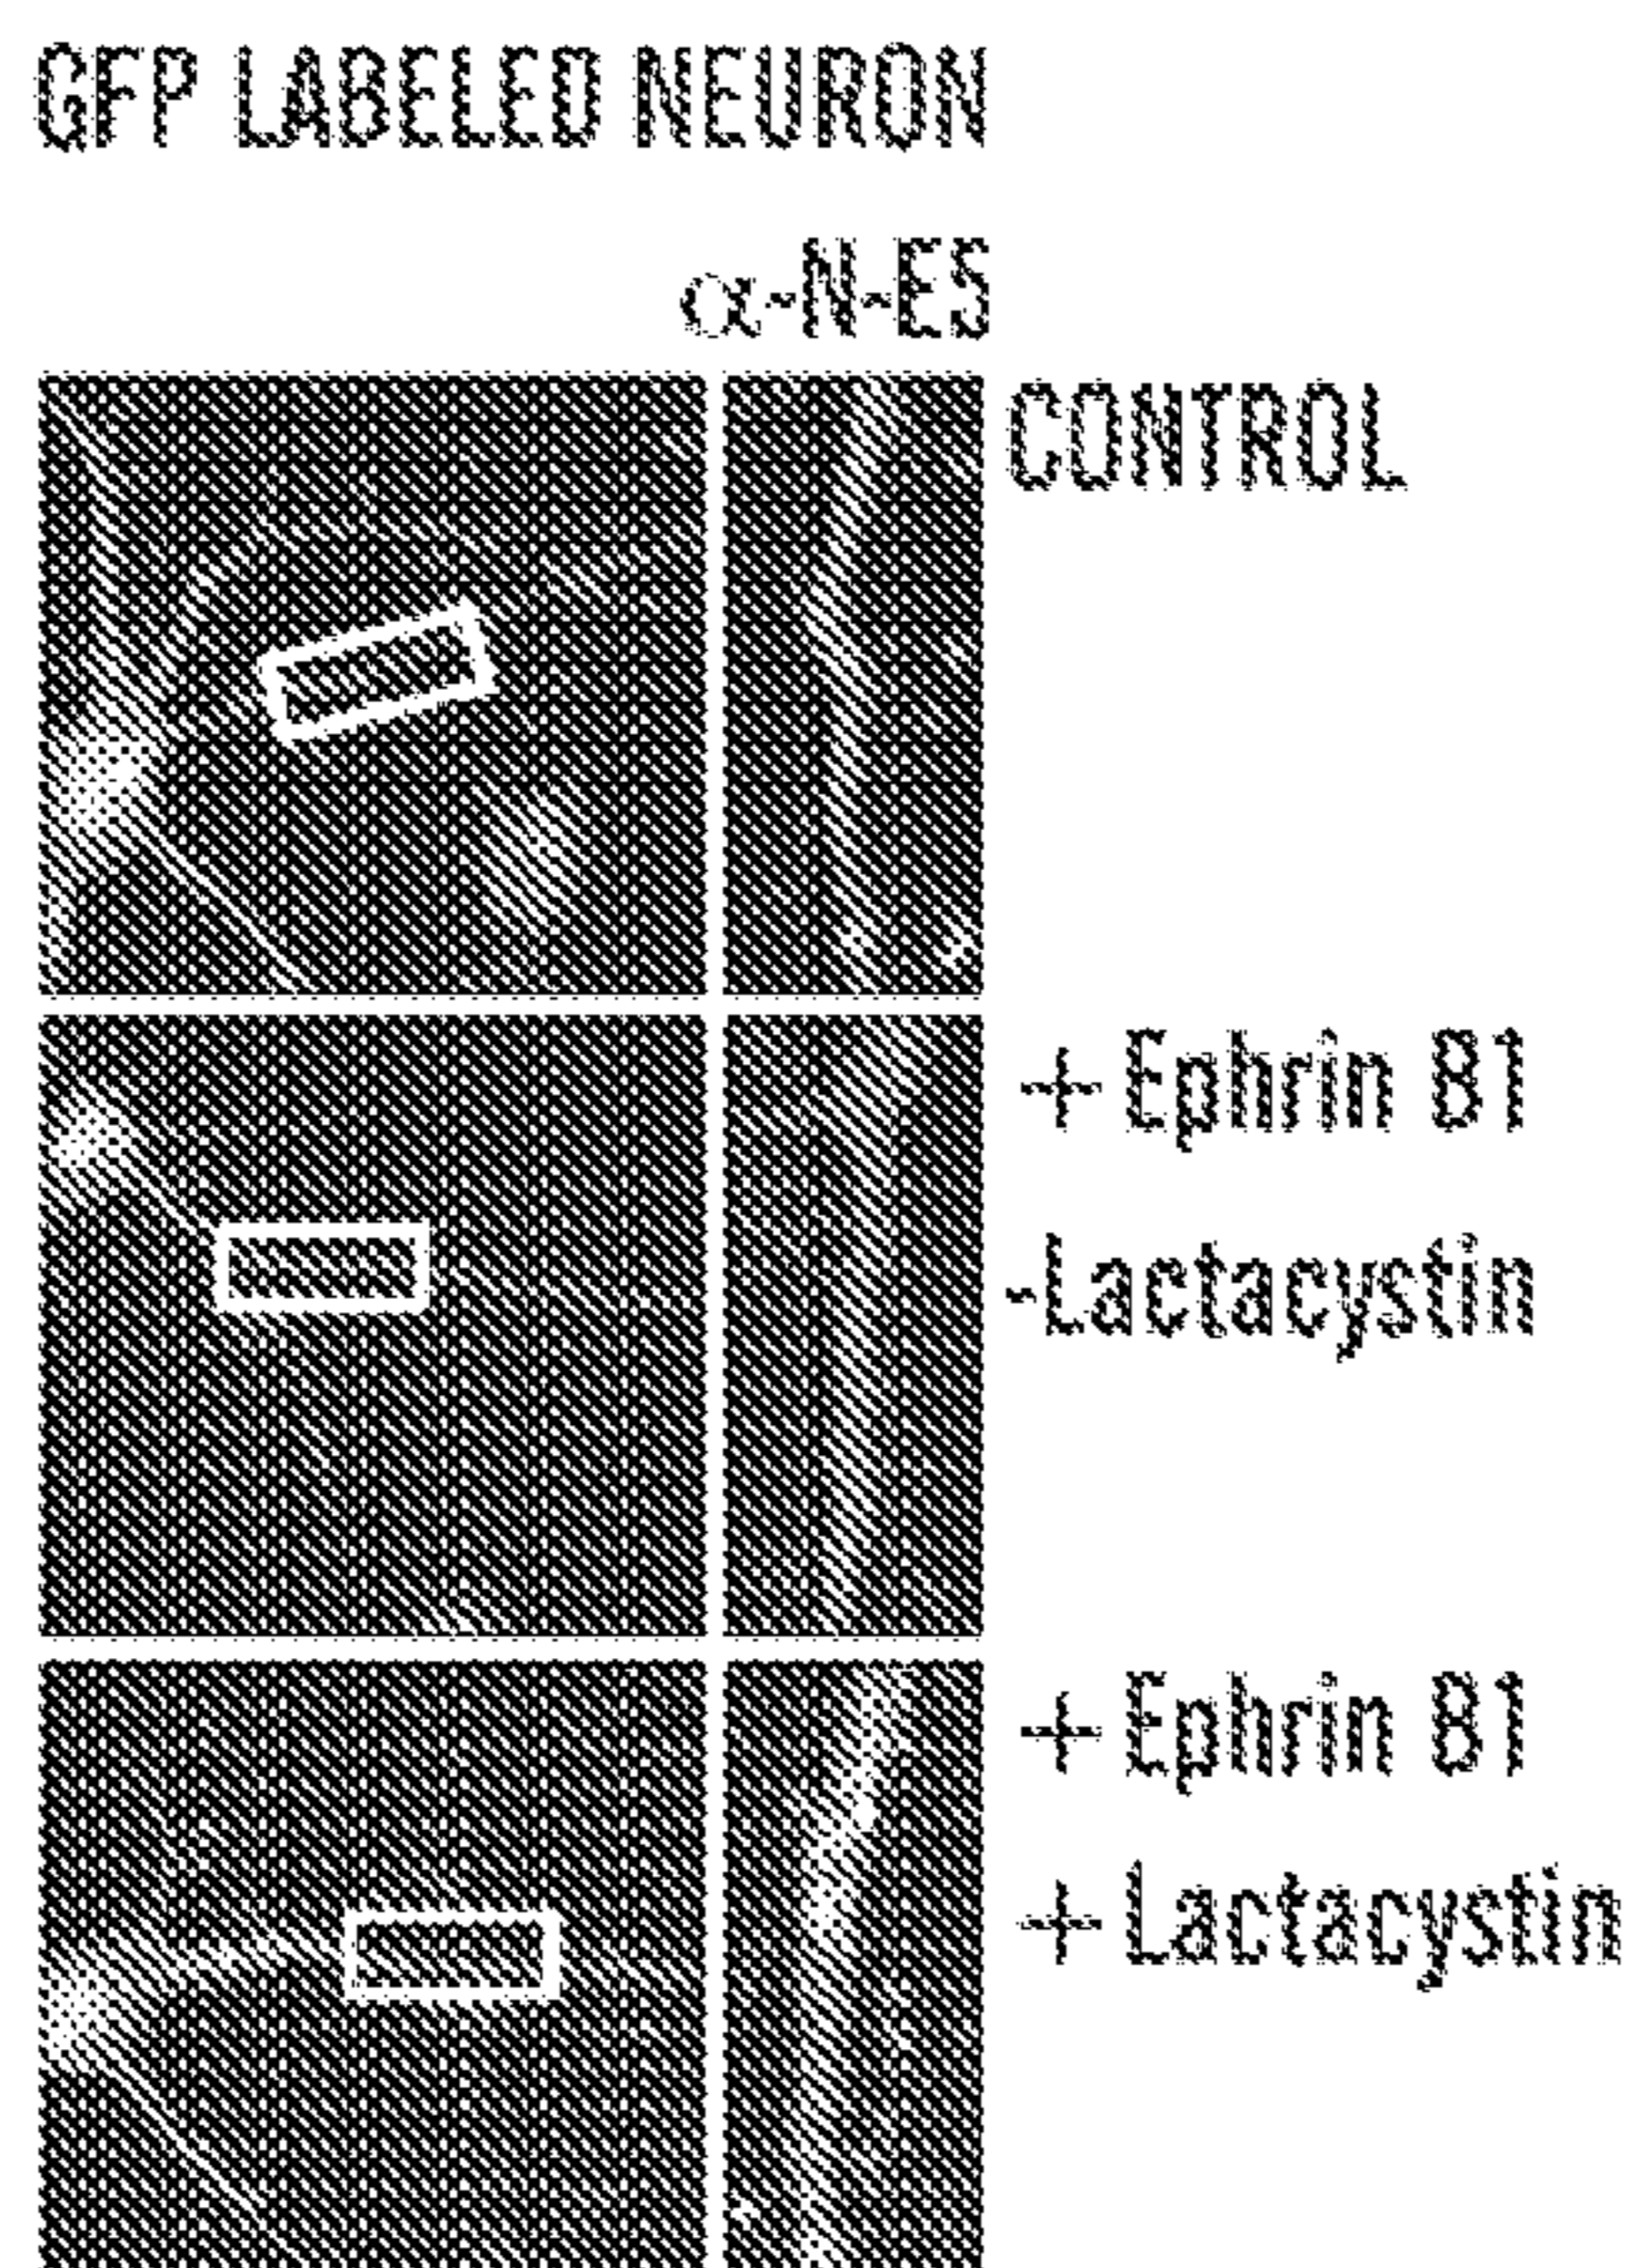 GFP LABELED NEURON
α-N-ES
CONTROL
+ Ephrin B1
-Lactacystin
+ Ephrin B1
+ Lactacystin